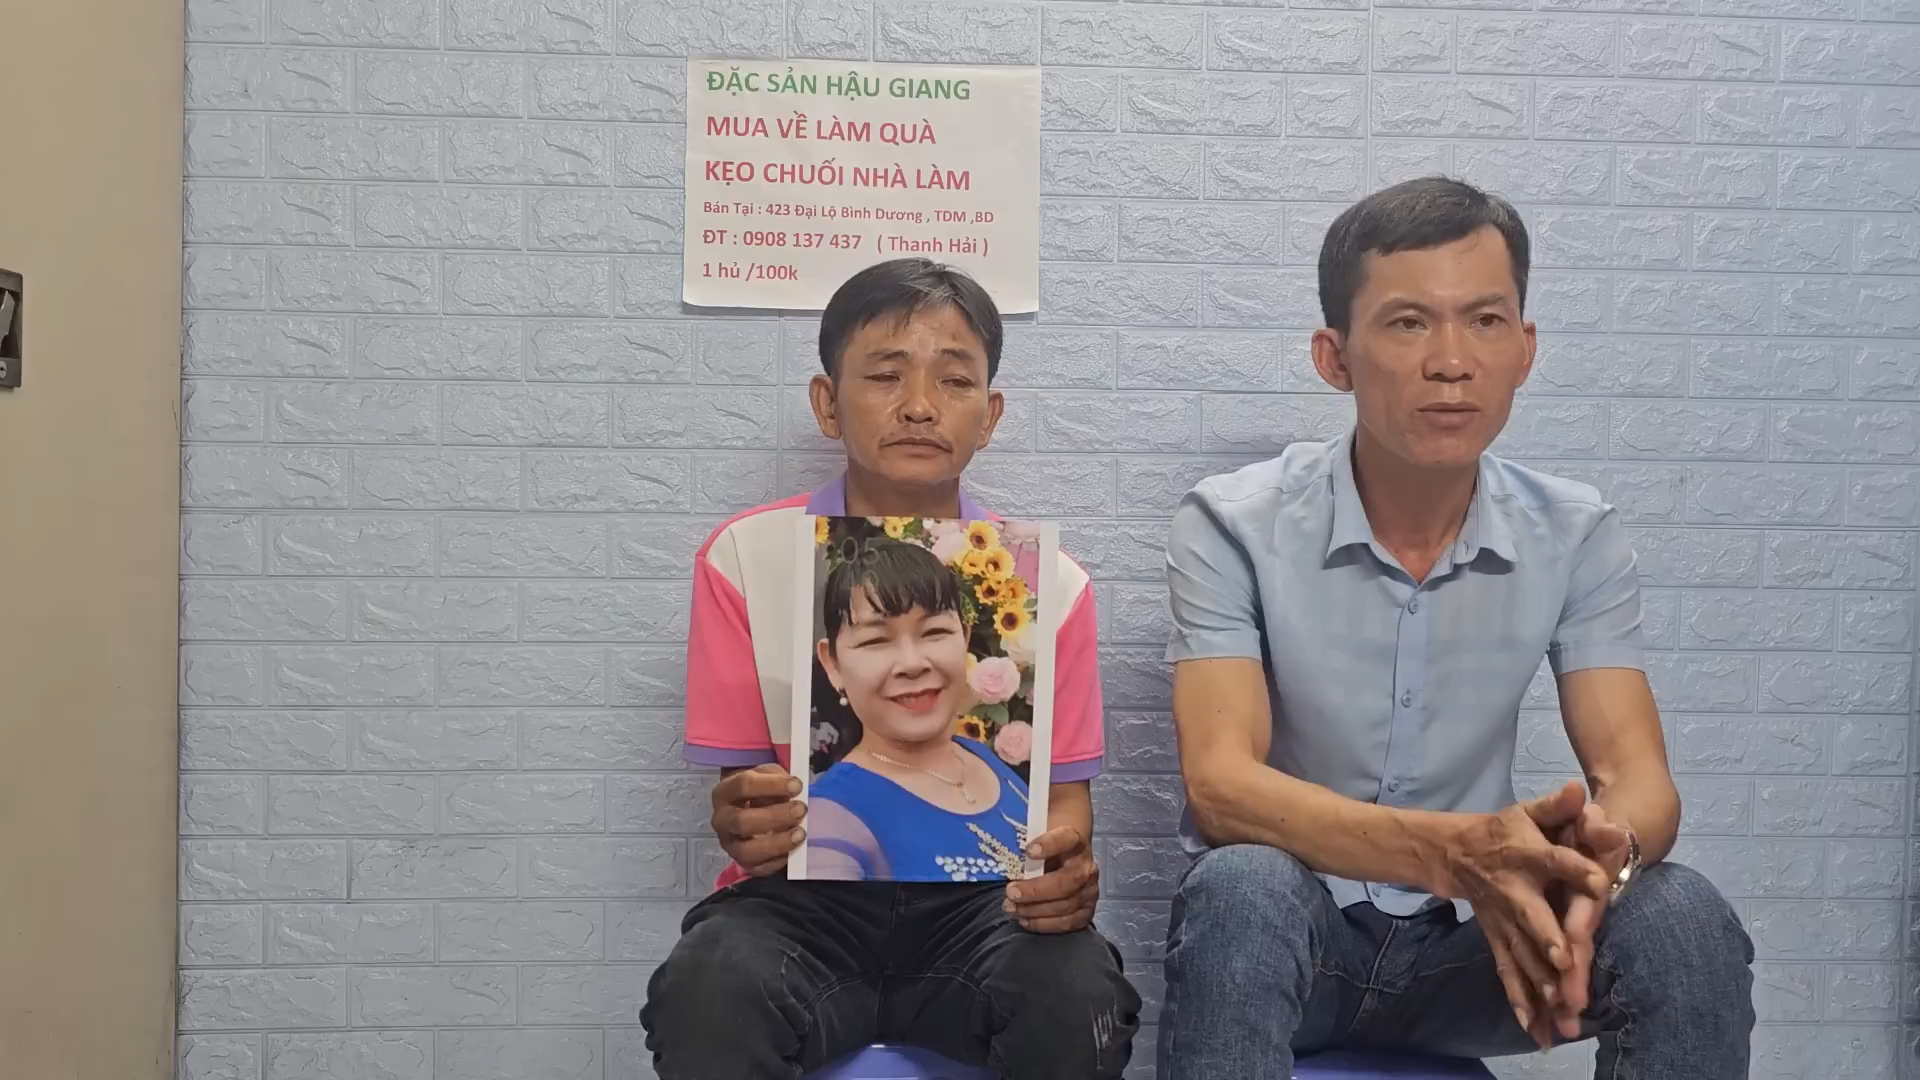 ĐẶC SẢN HẬU GIANG
MUA VỀ LÀM QUÀ
KẸO CHUỐI NHÀ LÀM
Bán Tại : 423 Đại Lộ Bình Dương , TDM ,BD
ĐT : 0908 137 437 ( Thanh Hải )
1 hủ /100k
:05